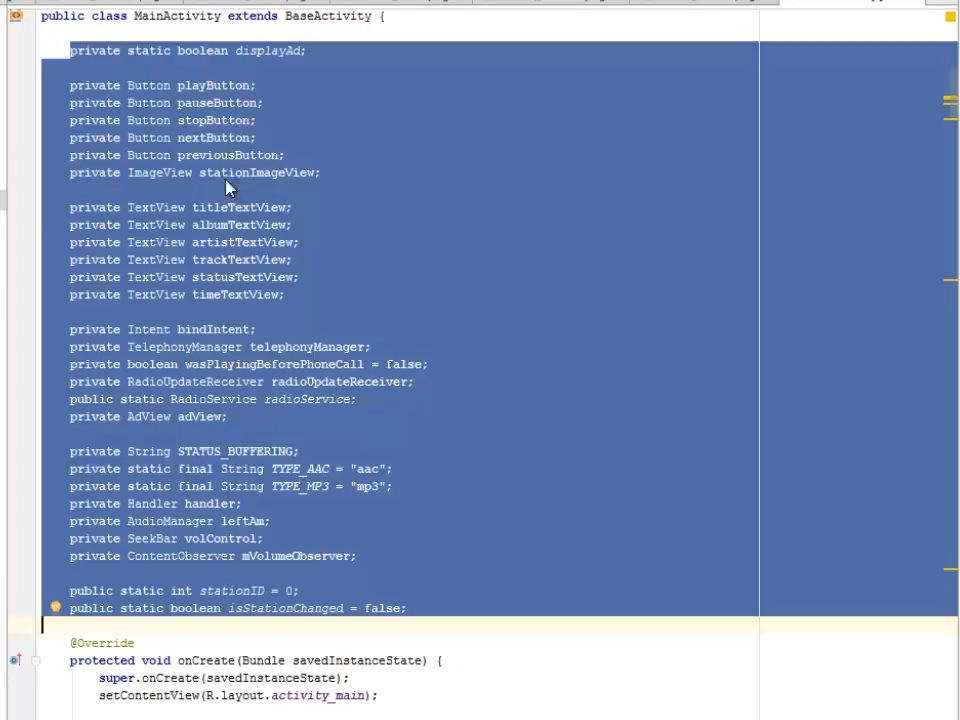 public class MainActivity extends BaseActivity {
private static boolean displayAd;
private Button playButton;
private Button pauseButton;
private Button stopButton;
private Button nextButton;
private Button previousButton;
private ImageView stationImageView;
private TextView titleTextView;
private TextView albumTextView;
private TextView artistTextView;
private TextView trackTextView;
private TextView statusTextView;
private TextView timeTextView;
private Intent bindIntent;
private TelephonyManager telephonyManager;
private boolean wasPlayingBeforePhoneCall = false;
private RadioUpdateReceiver radioUpdateReceiver;
public static RadioService radioService;
private AdView adView;
private String STATUS_BUFFERING;
private static final String TYPE_AAC = "aac";
private static final String TYPE_MP3 = "mp3";
private Handler handler;
private AudioManager leftAm;
private SeekBar volControl;
private ContentObserver mVolumeObserver;
public static int stationID = 0;
public static boolean isStationChanged = false;
@Override
protected void onCreate(Bundle savedInstanceState) {
super.onCreate(savedInstanceState);
setContentView(R.layout.activity_main);